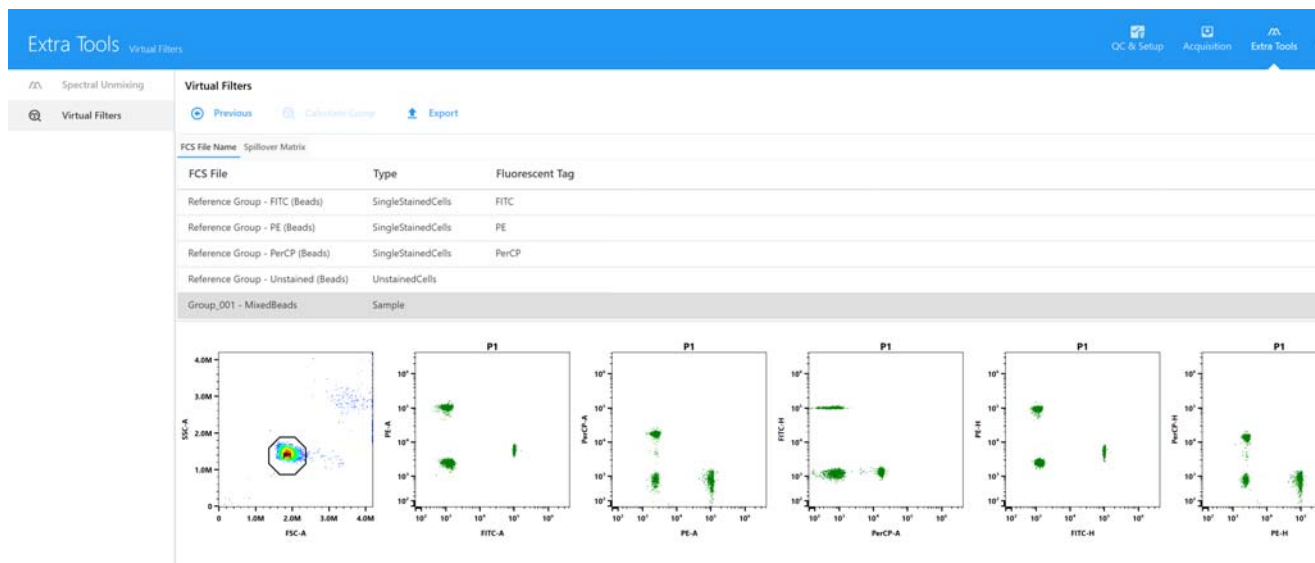 Extra Tools Virtual Filters
QC & Setup Acquisition Extra Tools
Spectral Unmixing
Virtual Filters
Virtual Filters
Previous Calculate Comp Export
FCS File Name Spillover Matrix
FCS File Type Fluorescent Tag
Reference Group - FITC (Beads) SingleStainedCells FITC
Reference Group - PE (Beads) SingleStainedCells PE
Reference Group - PerCP (Beads) SingleStainedCells PerCP
Reference Group - Unstained (Beads) UnstainedCells
Group_001 - MixedBeads Sample
P1 P1 P1 P1 P1
4.0M
3.0M
2.0M
1.0M
0
SSC-A PE-A PerCP-A FITC-H PE-H PerCP-H
0 1.0M 2.0M 3.0M 4.0M
FSC-A FITC-A PE-A PerCP-A FITC-H PE-H